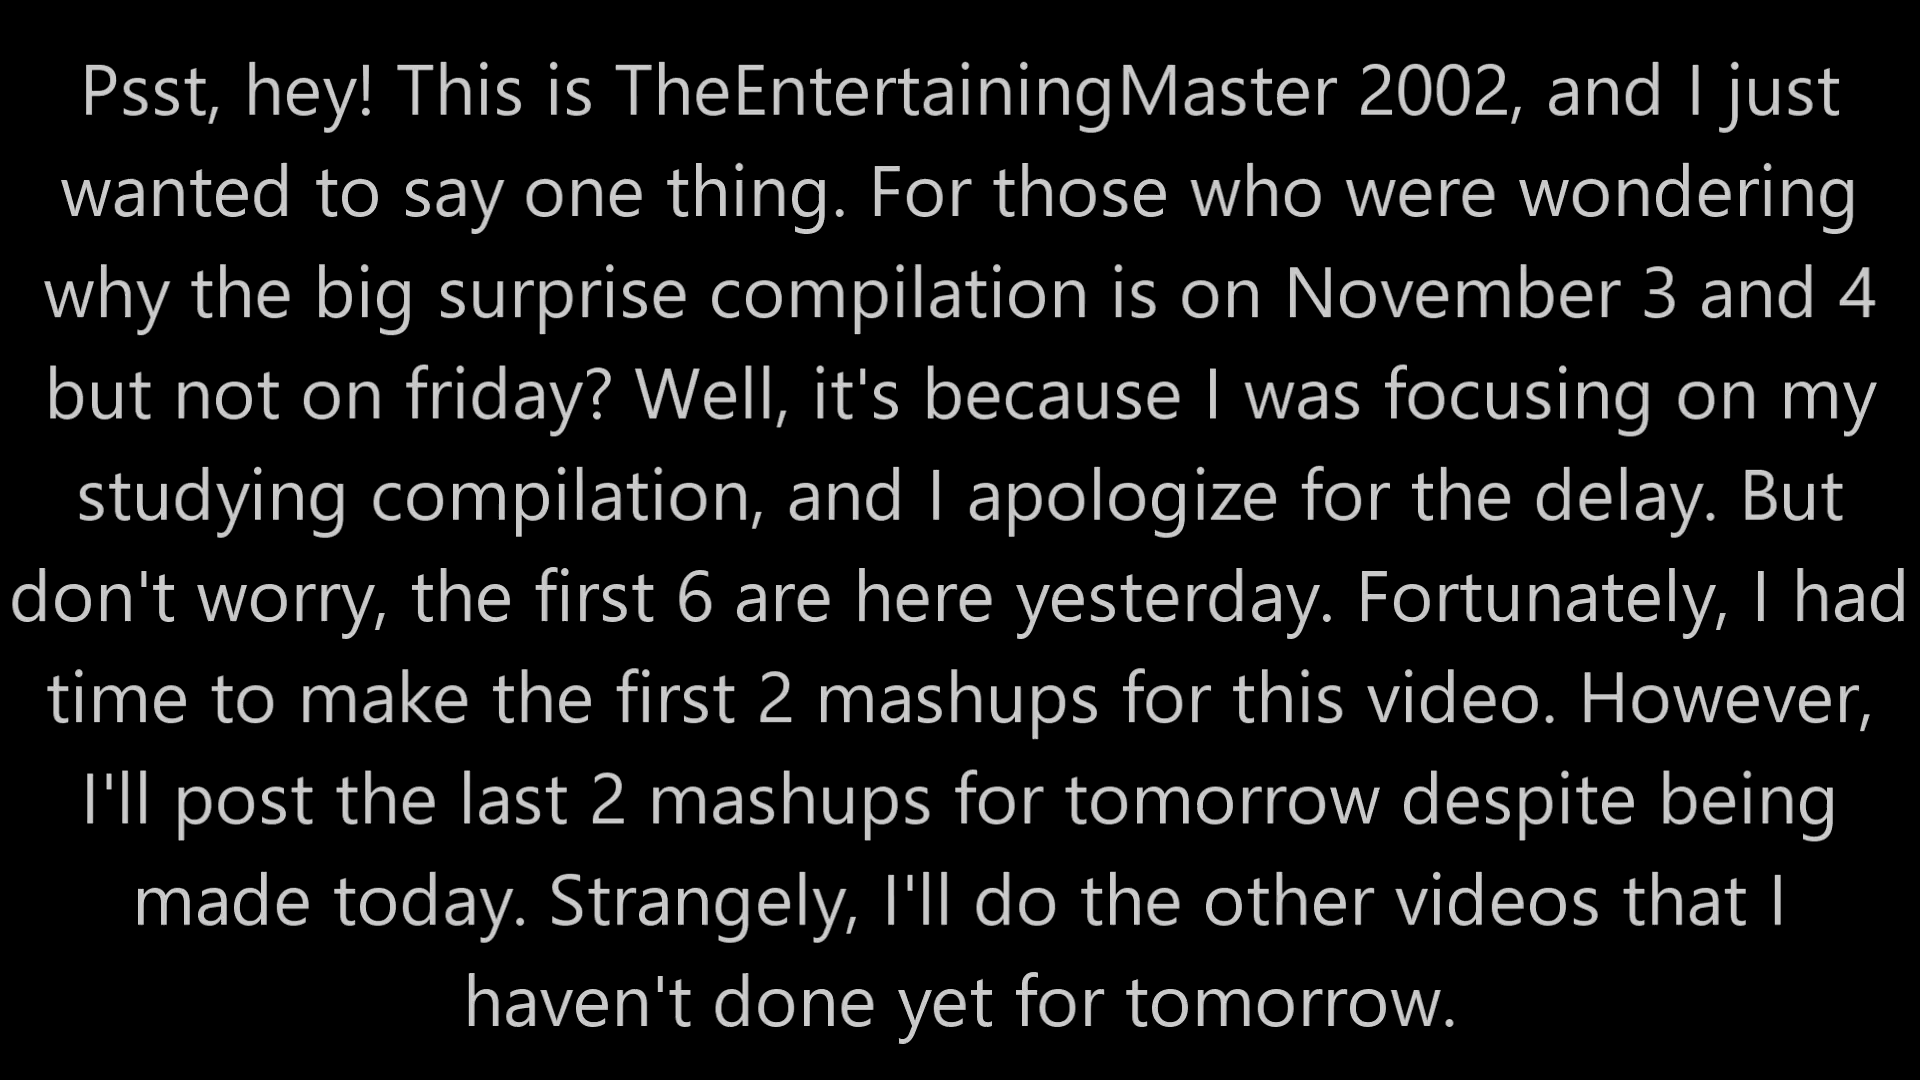 Psst, hey! This is TheEntertainingMaster 2002, and I just
wanted to say one thing. For those who were wondering
why the big surprise compilation is on November 3 and 4
but not on friday? Well, it's because I was focusing on my
studying compilation, and I apologize for the delay. But
don't worry, the first 6 are here yesterday. Fortunately, I had
time to make the first 2 mashups for this video. However,
I'll post the last 2 mashups for tomorrow despite being
made today. Strangely, I'll do the other videos that I
haven't done yet for tomorrow.